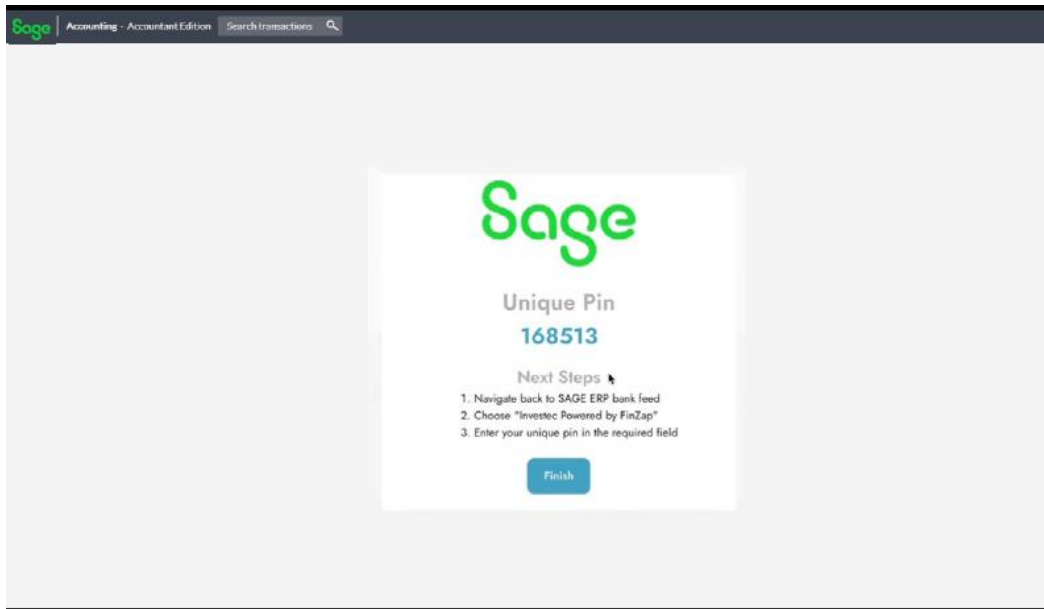 Sage Accounting - Accountant Edition Search transactions
Sage
Unique Pin
168513
Next Steps
1. Navigate back to SAGE ERP bank feed
2. Choose "Investec Powered by FinZap"
3. Enter your unique pin in the required field
Finish